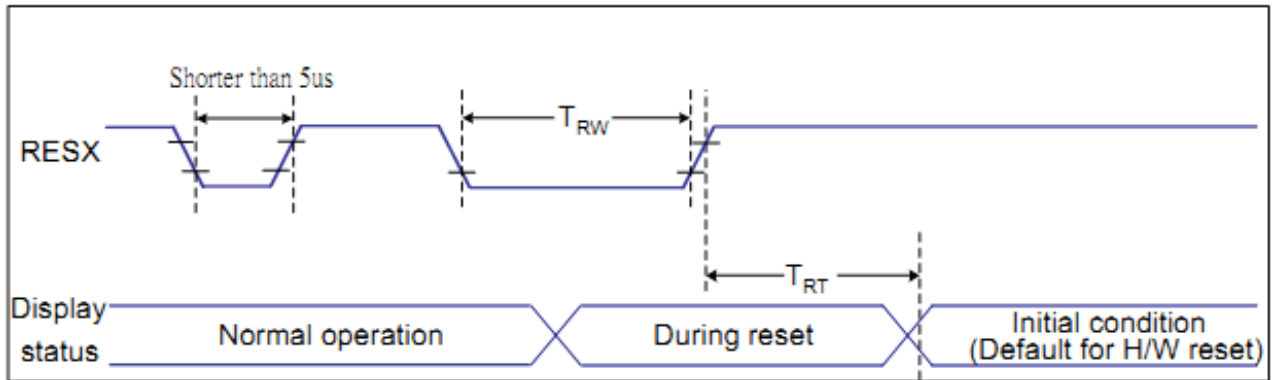 Shorter than 5us
TRW
RESX
TRT
Display
status
Normal operation
During reset
Initial condition
(Default for H/W reset)